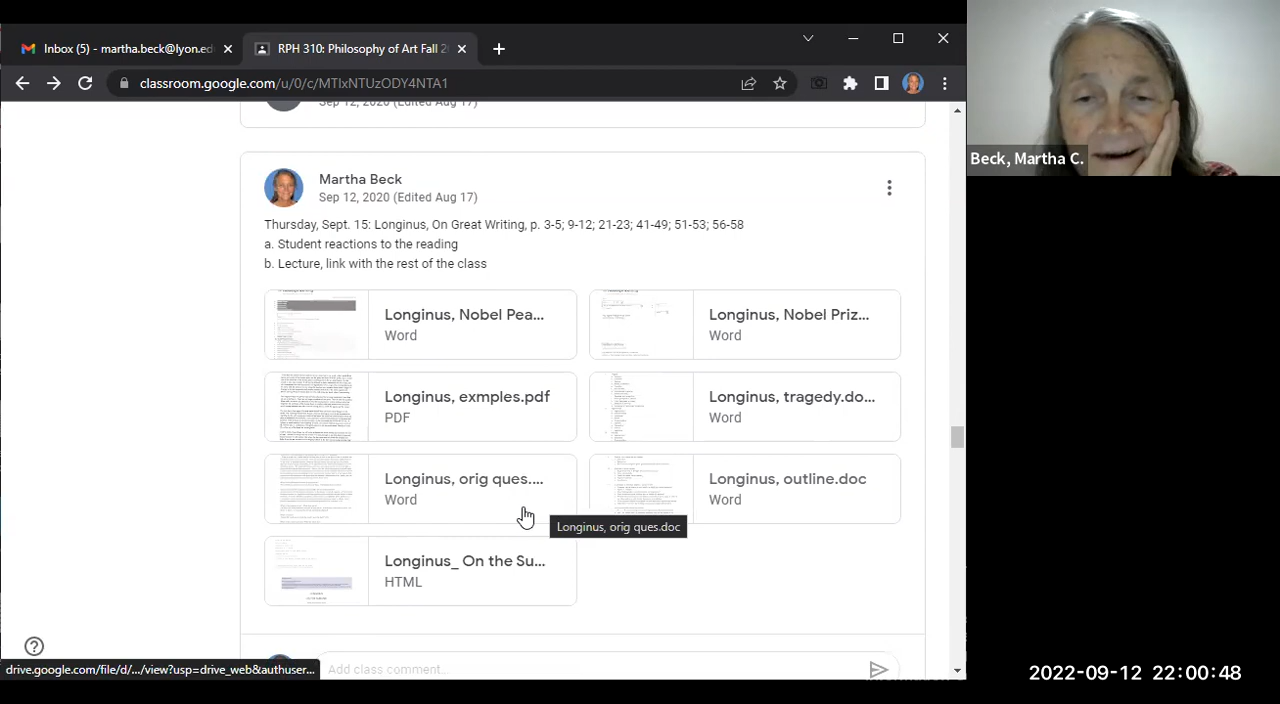 Inbox (5) - martha.beck@lyon.ed
RPH 310: Philosophy of Art Fall 2
classroom.google.com/u/0/c/MTIxNTUzODY4NTA1
Beck, Martha C.
Sep 12, 2020 (Edited Aug 17)
Martha Beck
Sep 12, 2020 (Edited Aug 17)
Thursday, Sept. 15: Longinus, On Great Writing, p. 3-5; 9-12; 21-23; 41-49; 51-53; 56-58
a. Student reactions to the reading
b. Lecture, link with the rest of the class
Longinus, Nobel Pea...
Word
Longinus, Nobel Priz...
Word
Longinus, exmples.pdf
PDF
Longinus, tragedy.do...
Word
Longinus, orig ques....
Word
Longinus, outline.doc
Word
Longinus, orig ques.doc
Longinus_ On the Su...
HTML
Add class comment...
drive.google.com/file/d/.../view?usp=drive_web&authuser...
2022-09-12 22:00:48